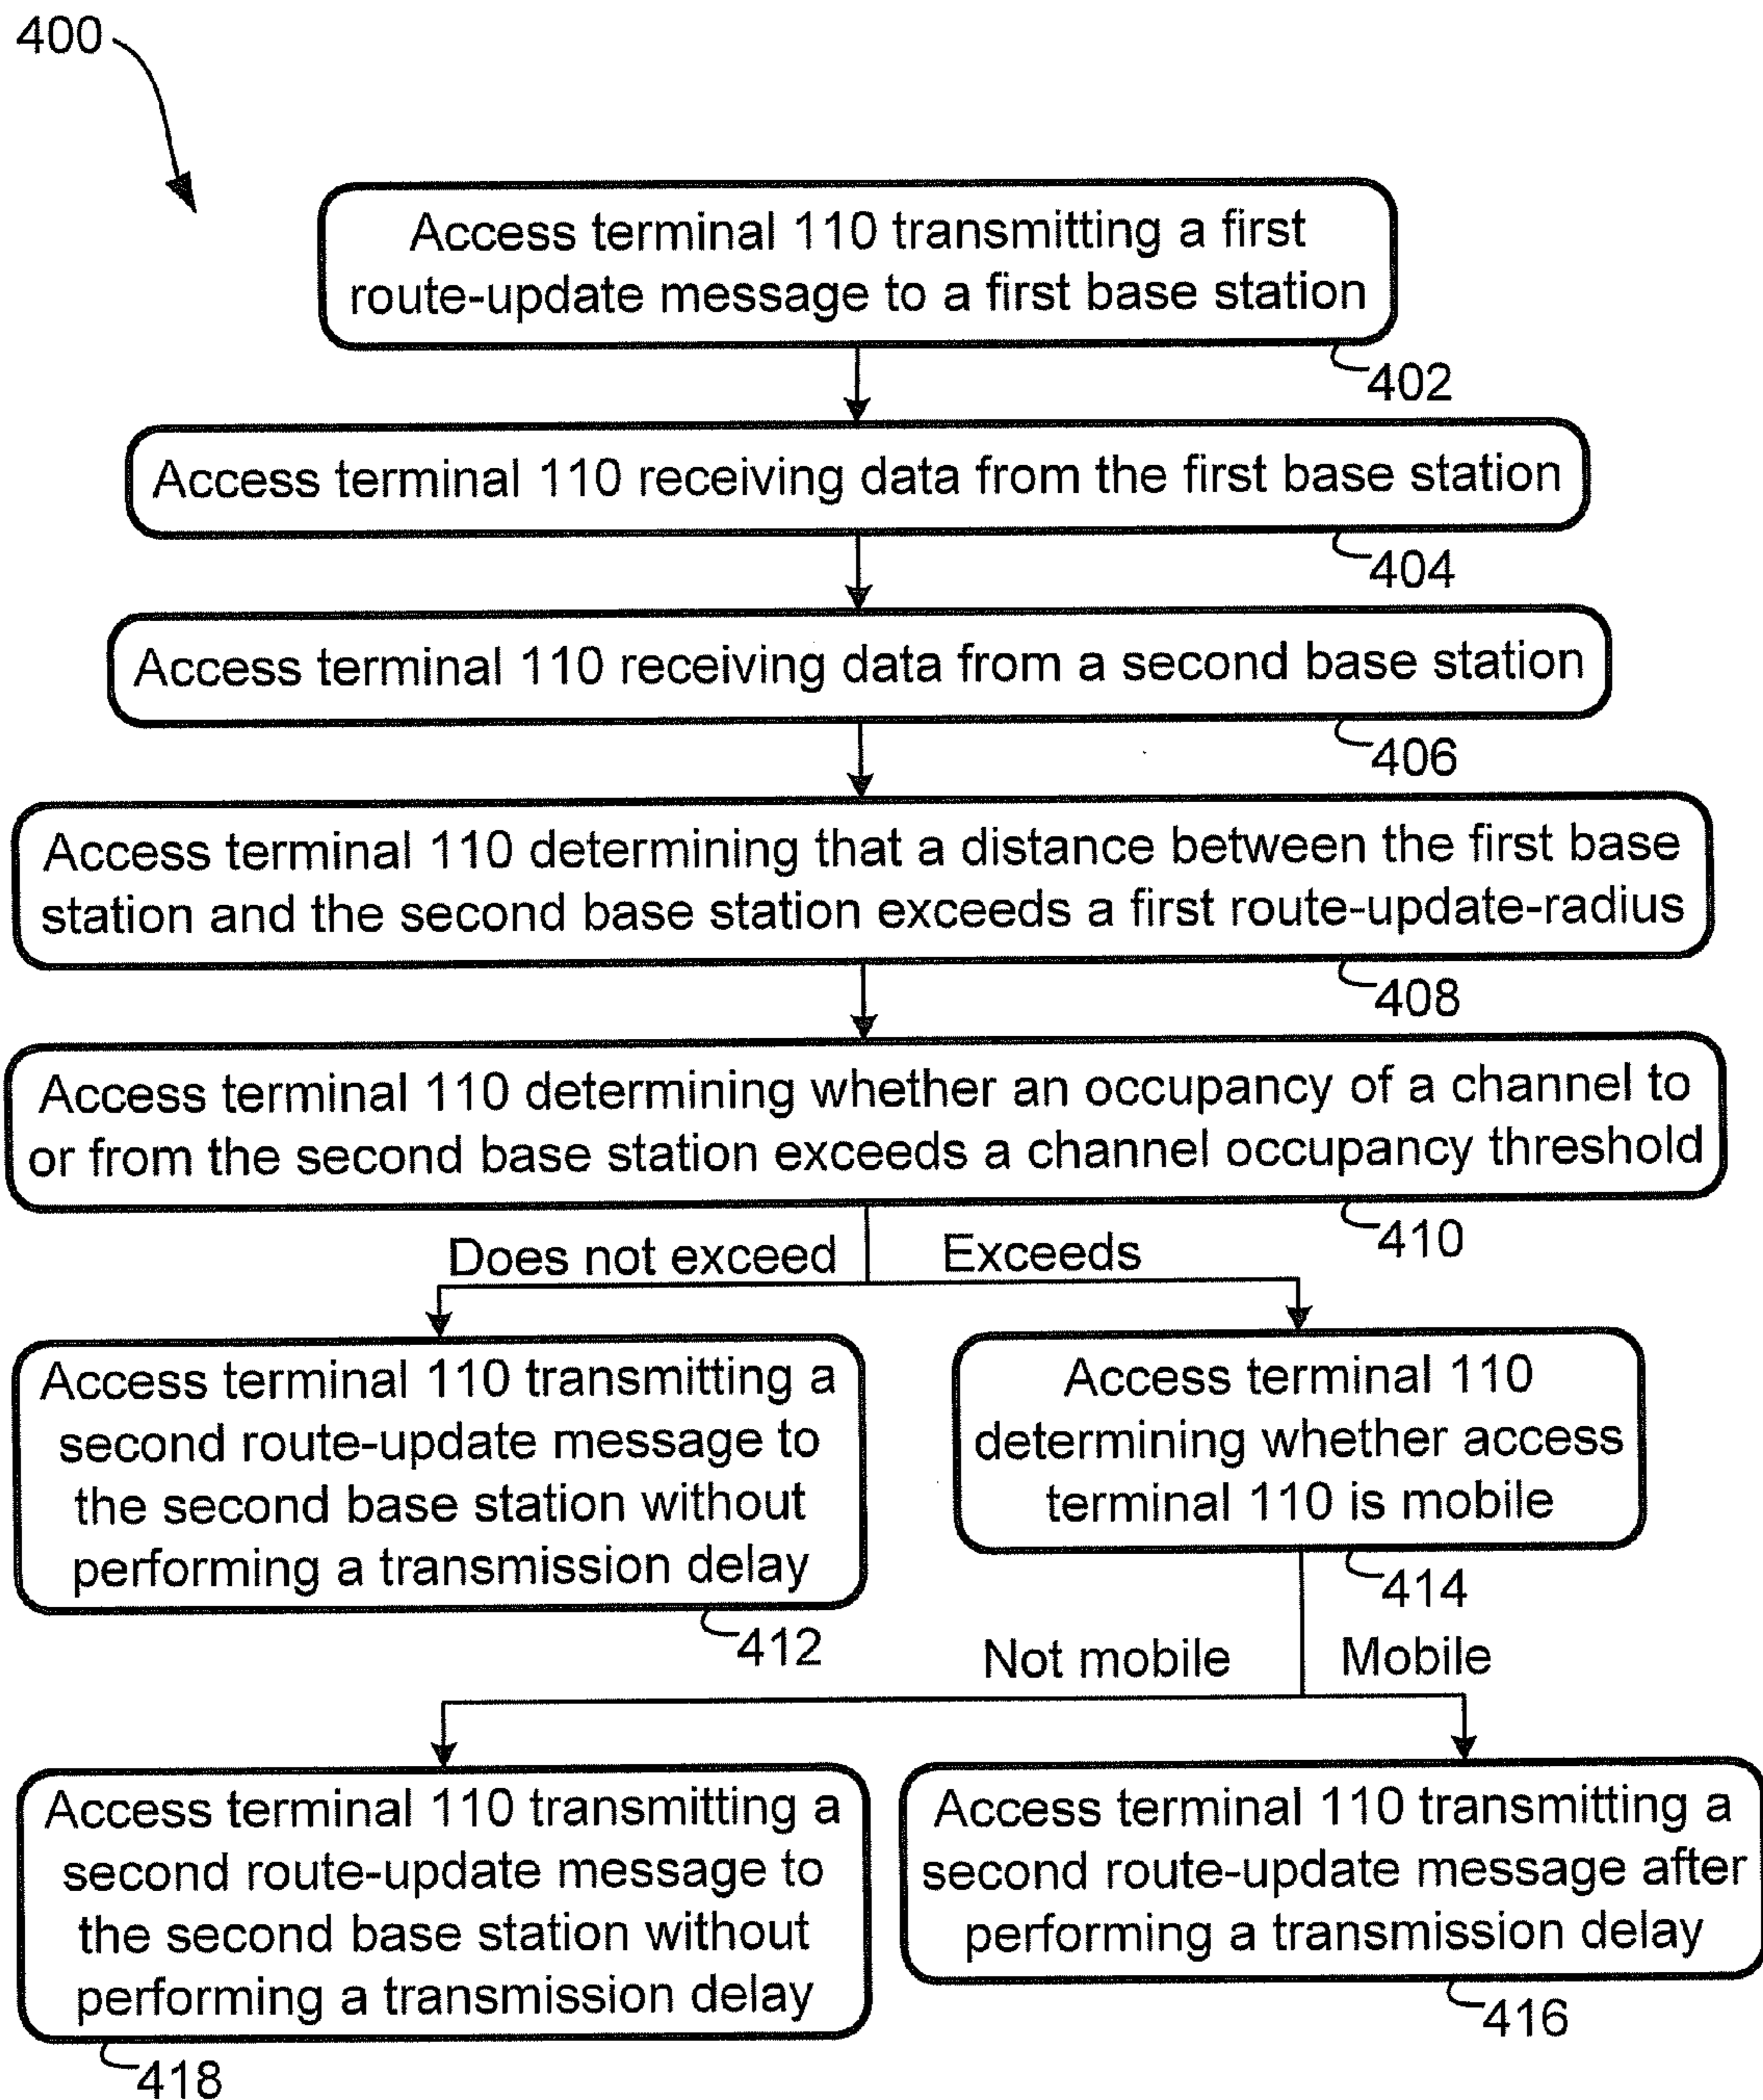 400
Access terminal 110 transmitting a first
route-update message to a first base station
402
Access terminal 110 receiving data from the first base station
404
Access terminal 110 receiving data from a second base station
406
Access terminal 110 determining that a distance between the first base
station and the second base station exceeds a first route-update-radius
408
Access terminal 110 determining whether an occupancy of a channel to
or from the second base station exceeds a channel occupancy threshold
410
Does not exceed
Exceeds
Access terminal 110 transmitting a
second route-update message to
the second base station without
performing a transmission delay
412
Access terminal 110
determining whether access
terminal 110 is mobile
414
Not mobile
Mobile
Access terminal 110 transmitting a
second route-update message to
the second base station without
performing a transmission delay
418
Access terminal 110 transmitting a
second route-update message after
performing a transmission delay
416